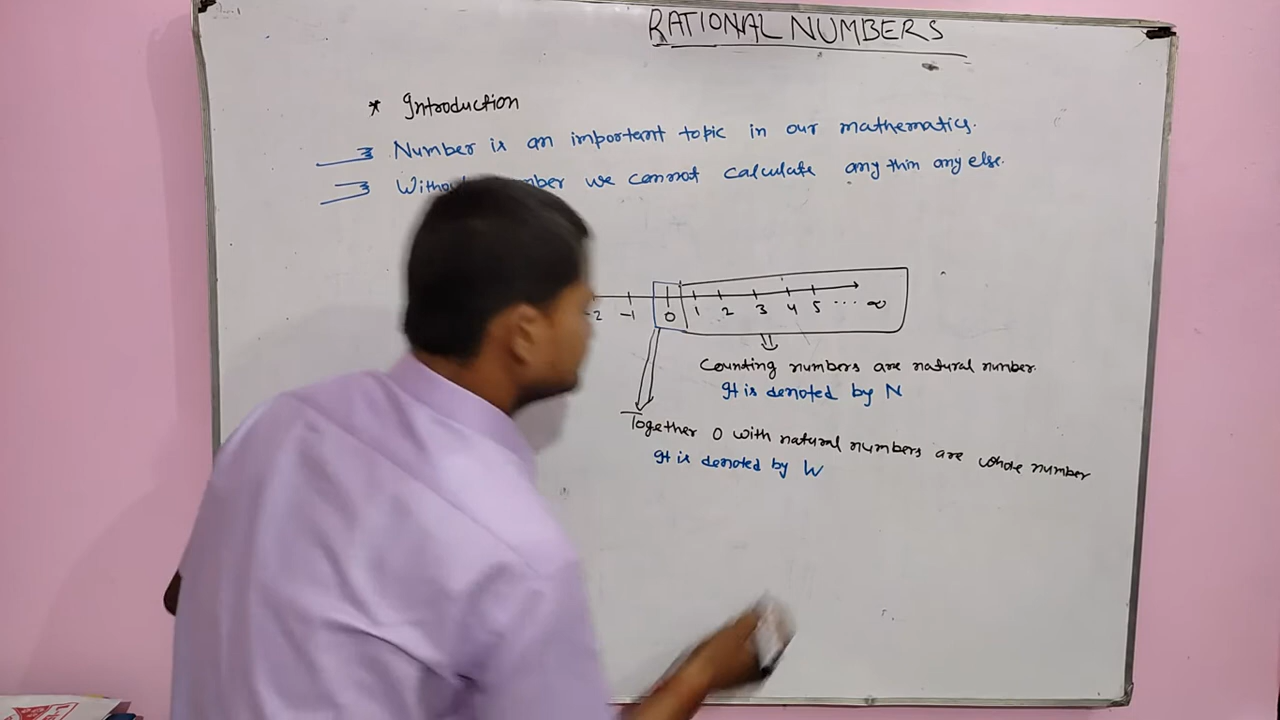 RATIONAL NUMBERS
* Introduction
Number is an important topic in our mathematics.
Without mber we cannot calculate any thin any else.
-2 -1 0 1 2 3 4 5 ... ∞
Counting numbers are natural number.
It is denoted by N
Together 0 with natural numbers are whole number
It is denoted by W